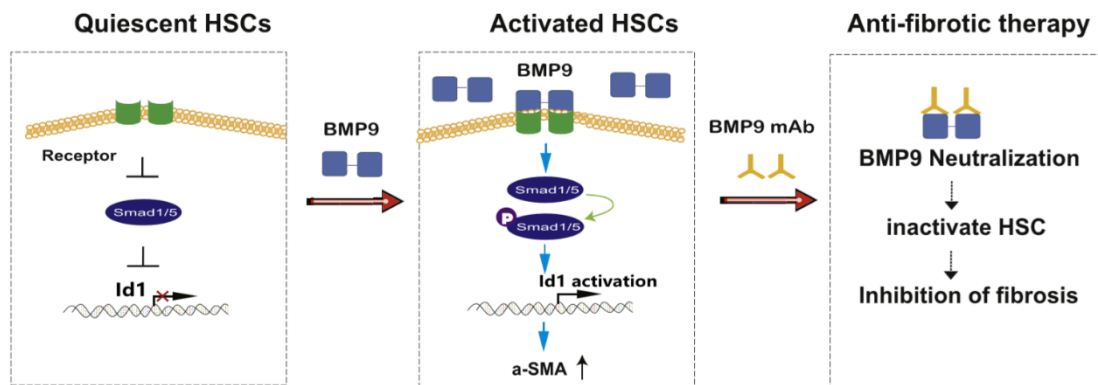 Quiescent HSCs
Activated HSCs
Anti-fibrotic therapy
Receptor
Smad1/5
Id1
BMP9
BMP9
Smad1/5
P
Smad1/5
Id1 activation
a-SMA ↑
BMP9 mAb
BMP9 Neutralization
inactivate HSC
Inhibition of fibrosis